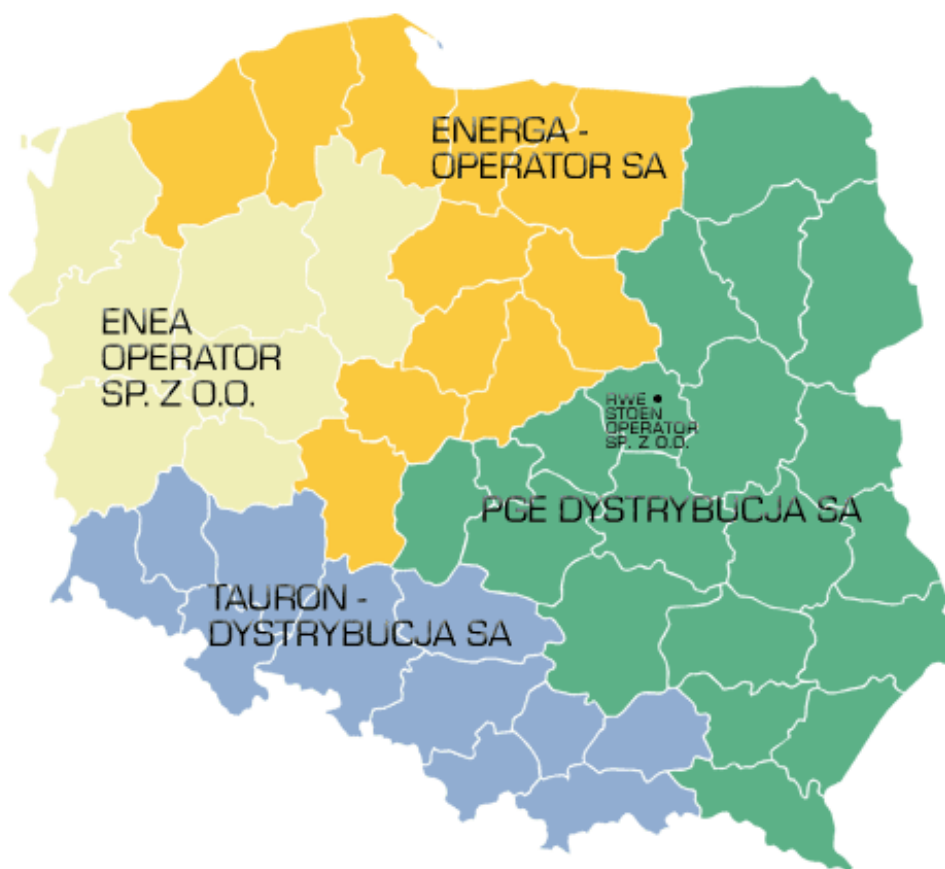 ENERGA -
OPERATOR SA
ENEA
OPERATOR
SP. Z O.O.
RWE
STOEN
OPERATOR
SP. Z O.O.
PGE DYSTRYBUCJA SA
TAURON -
DYSTRYBUCJA SA